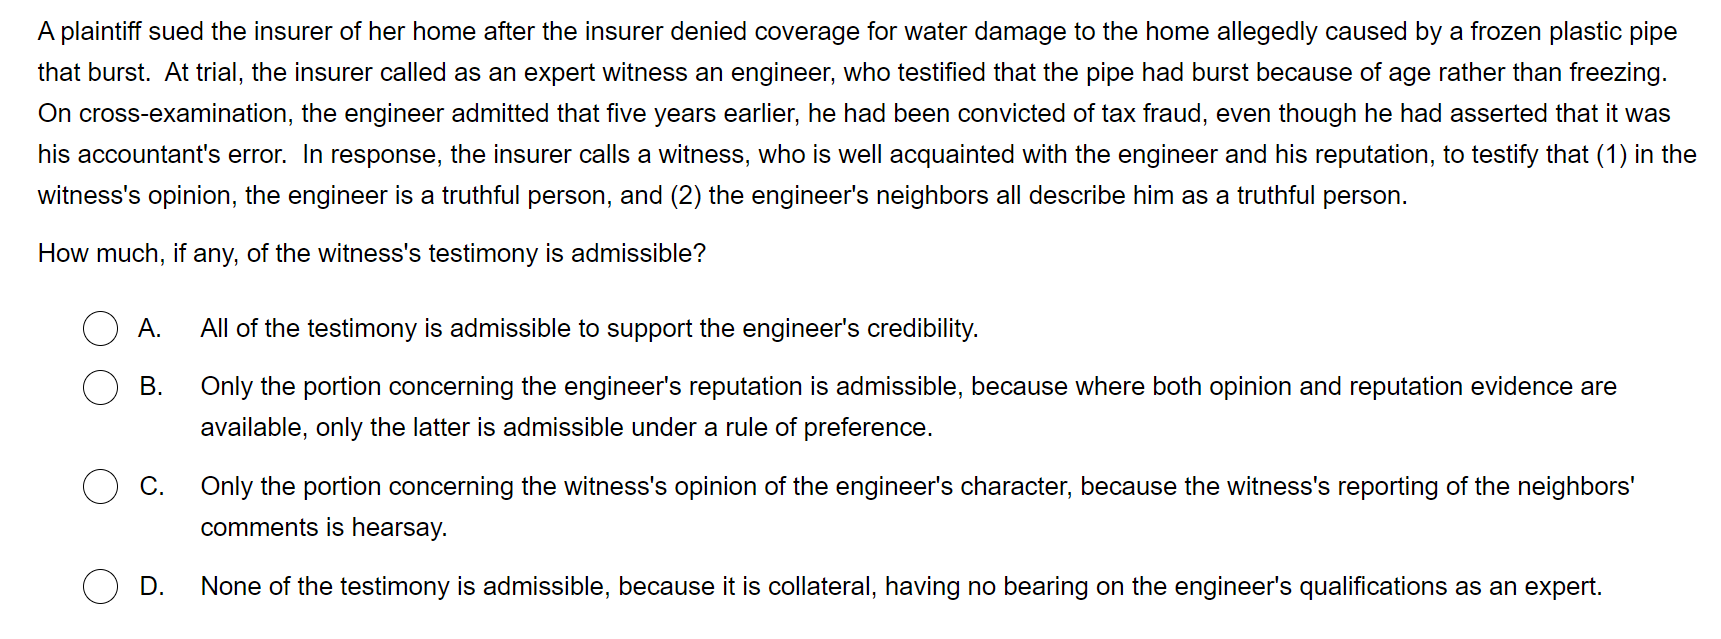 A plaintiff sued the insurer of her home after the insurer denied coverage for water damage to the home allegedly caused by a frozen plastic pipe
that burst.  At trial, the insurer called as an expert witness an engineer, who testified that the pipe had burst because of age rather than freezing.
On cross-examination, the engineer admitted that five years earlier, he had been convicted of tax fraud, even though he had asserted that it was
his accountant's error.  In response, the insurer calls a witness, who is well acquainted with the engineer and his reputation, to testify that (1) in the
witness's opinion, the engineer is a truthful person, and (2) the engineer's neighbors all describe him as a truthful person.
How much, if any, of the witness's testimony is admissible?
A. All of the testimony is admissible to support the engineer's credibility.
B. Only the portion concerning the engineer's reputation is admissible, because where both opinion and reputation evidence are
available, only the latter is admissible under a rule of preference.
C. Only the portion concerning the witness's opinion of the engineer's character, because the witness's reporting of the neighbors'
comments is hearsay.
D. None of the testimony is admissible, because it is collateral, having no bearing on the engineer's qualifications as an expert.